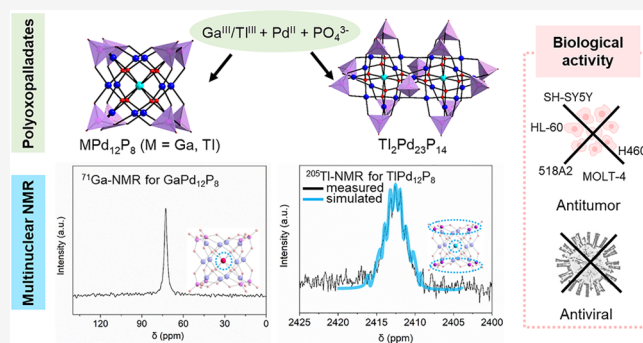 Polyoxopalladates
Ga^III/Tl^III + Pd^II + PO₄³⁻
MPd₁₂P₈ (M = Ga, Tl)
Tl₂Pd₂₃P₁₄
Multinuclear NMR
⁷¹Ga-NMR for GaPd₁₂P₈
Intensity (a.u.)
120 90 60 30 0
δ (ppm)
²⁰⁵Tl-NMR for TlPd₁₂P₈
measured
simulated
Intensity (a.u.)
2425 2420 2415 2410 2405 2400
δ (ppm)
Biological
activity
SH-SY5Y
HL-60
H460
518A2
MOLT-4
Antitumor
Antiviral